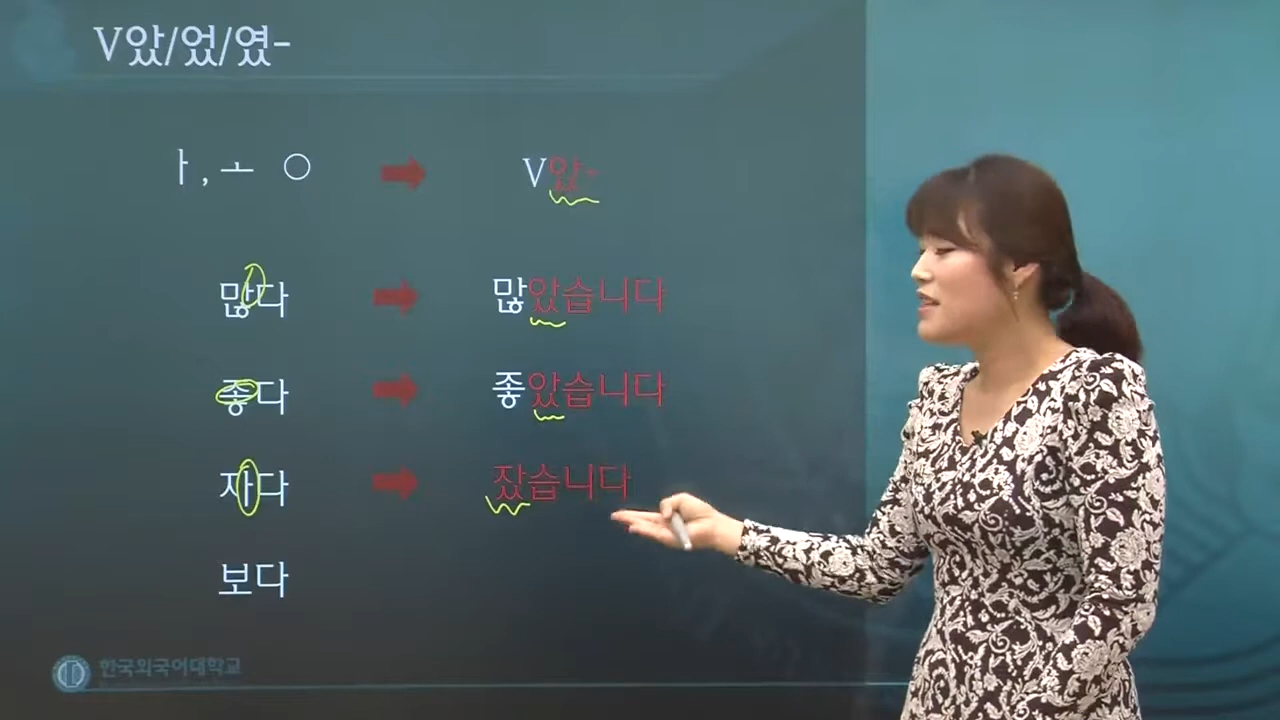 V았/었/였-
ㅏ,ㅗ ○ V았-
많다 많았습니다
좋다 좋았습니다
자다 잤습니다
보다
한국외국어대학교